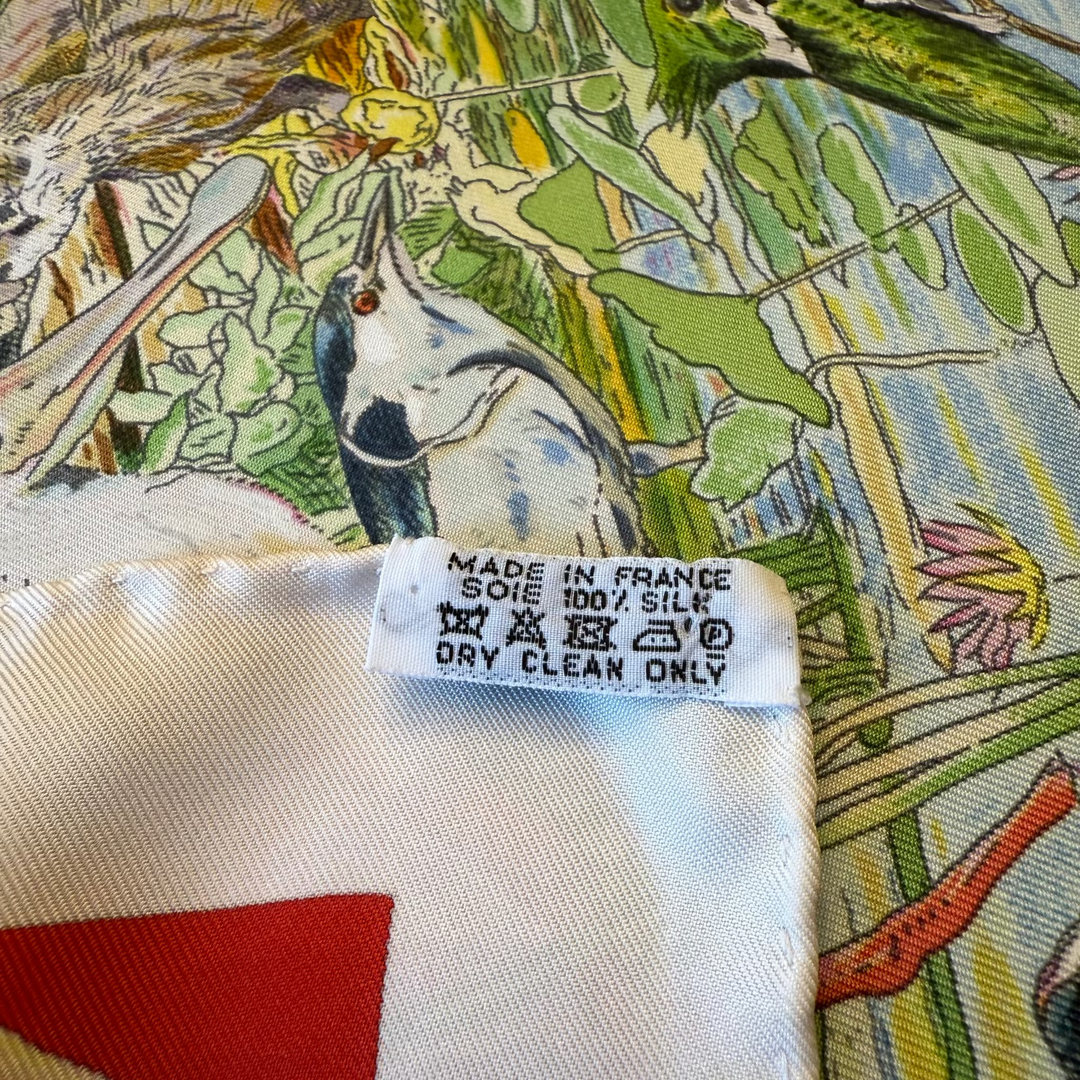 MADE IN FRANCE
SOIE 100% SILK
P
DRY CLEAN ONLY